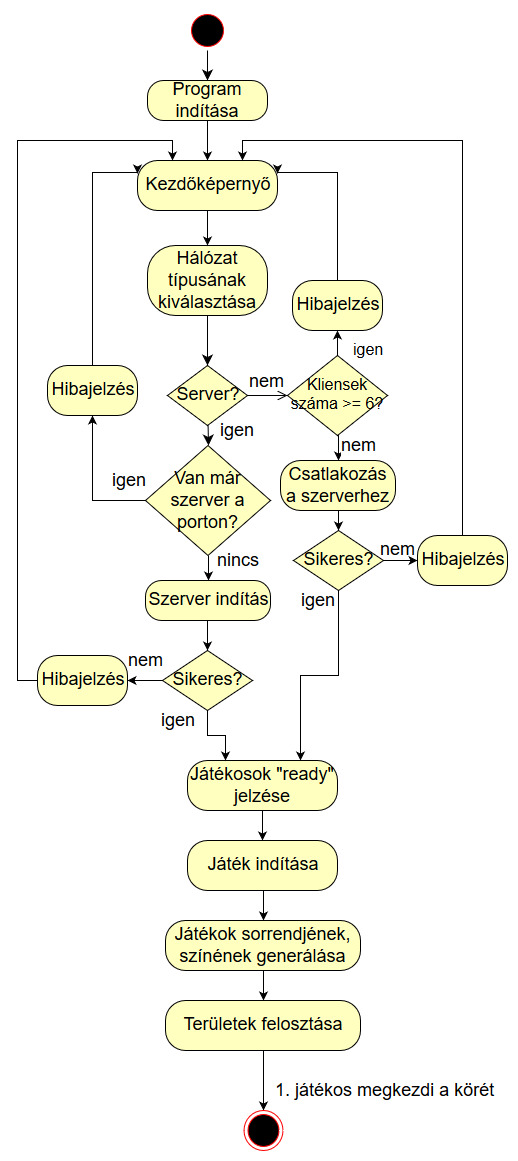 Program
indítása
Kezdőképernyő
Hálózat
típusának
kiválasztása
Hibajelzés
igen
Server?
nem
Kliensek
száma >= 6?
Hibajelzés
igen
nem
igen
Van már
szerver a
porton?
Csatlakozás
a szerverhez
nincs
Sikeres?
nem
Hibajelzés
igen
Szerver indítás
Hibajelzés
nem
Sikeres?
igen
Játékosok "ready"
jelzése
Játék indítása
Játékok sorrendjének,
színének generálása
Területek felosztása
1. játékos megkezdi a körét